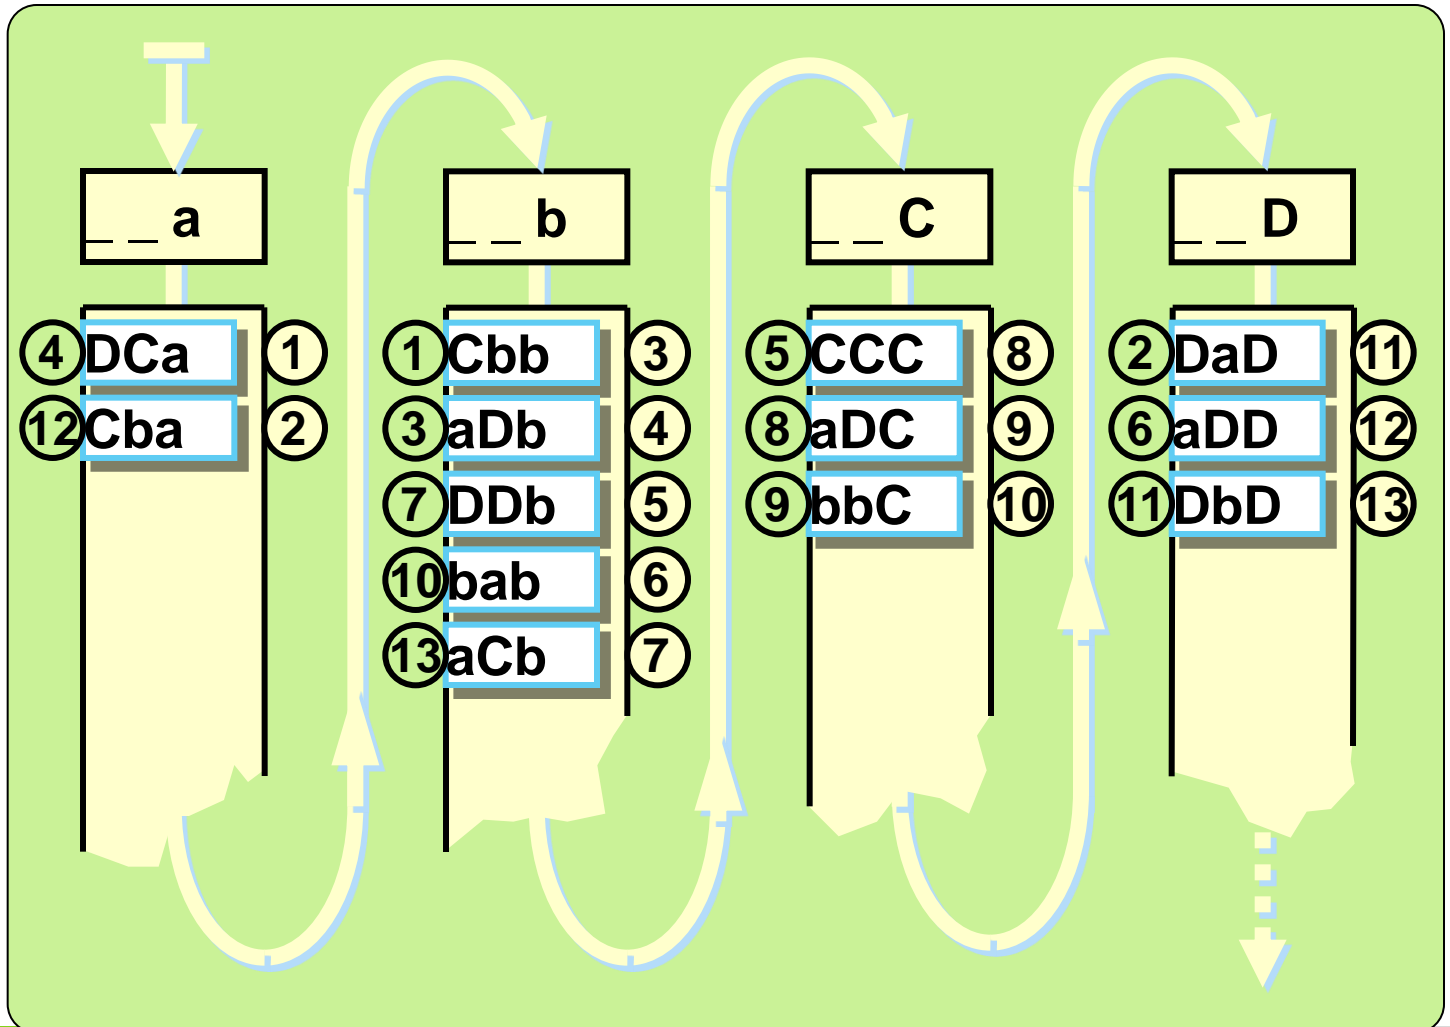 _ _ a
_ _ b
_ _ C
_ _ D
4 DCa 1
12 Cba 2
1 Cbb 3
3 aDb 4
7 DDb 5
10 bab 6
13 aCb 7
5 CCC 8
8 aDC 9
9 bbC 10
2 DaD 11
6 aDD 12
11 DbD 13